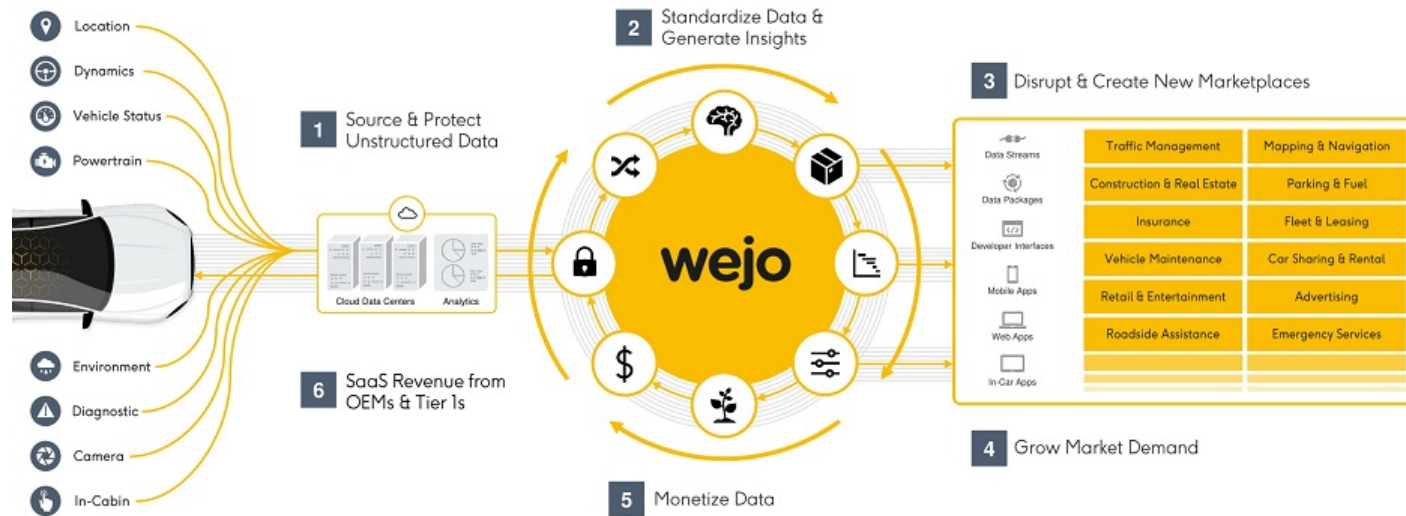 Location
Dynamics
Vehicle Status
Powertrain
1
Source & Protect
Unstructured Data
Cloud Data Centers
Analytics
Environment
Diagnostic
Camera
In-Cabin
6
SaaS Revenue from
OEMs & Tier 1s
2
Standardize Data &
Generate Insights
wejo
$
5
Monetize Data
3
Disrupt & Create New Marketplaces
Data Streams
Data Packages
</>
Developer Interfaces
Mobile Apps
Web Apps
In-Car Apps
Traffic Management
Mapping & Navigation
Construction & Real Estate
Parking & Fuel
Insurance
Fleet & Leasing
Vehicle Maintenance
Car Sharing & Rental
Retail & Entertainment
Advertising
Roadside Assistance
Emergency Services
4
Grow Market Demand